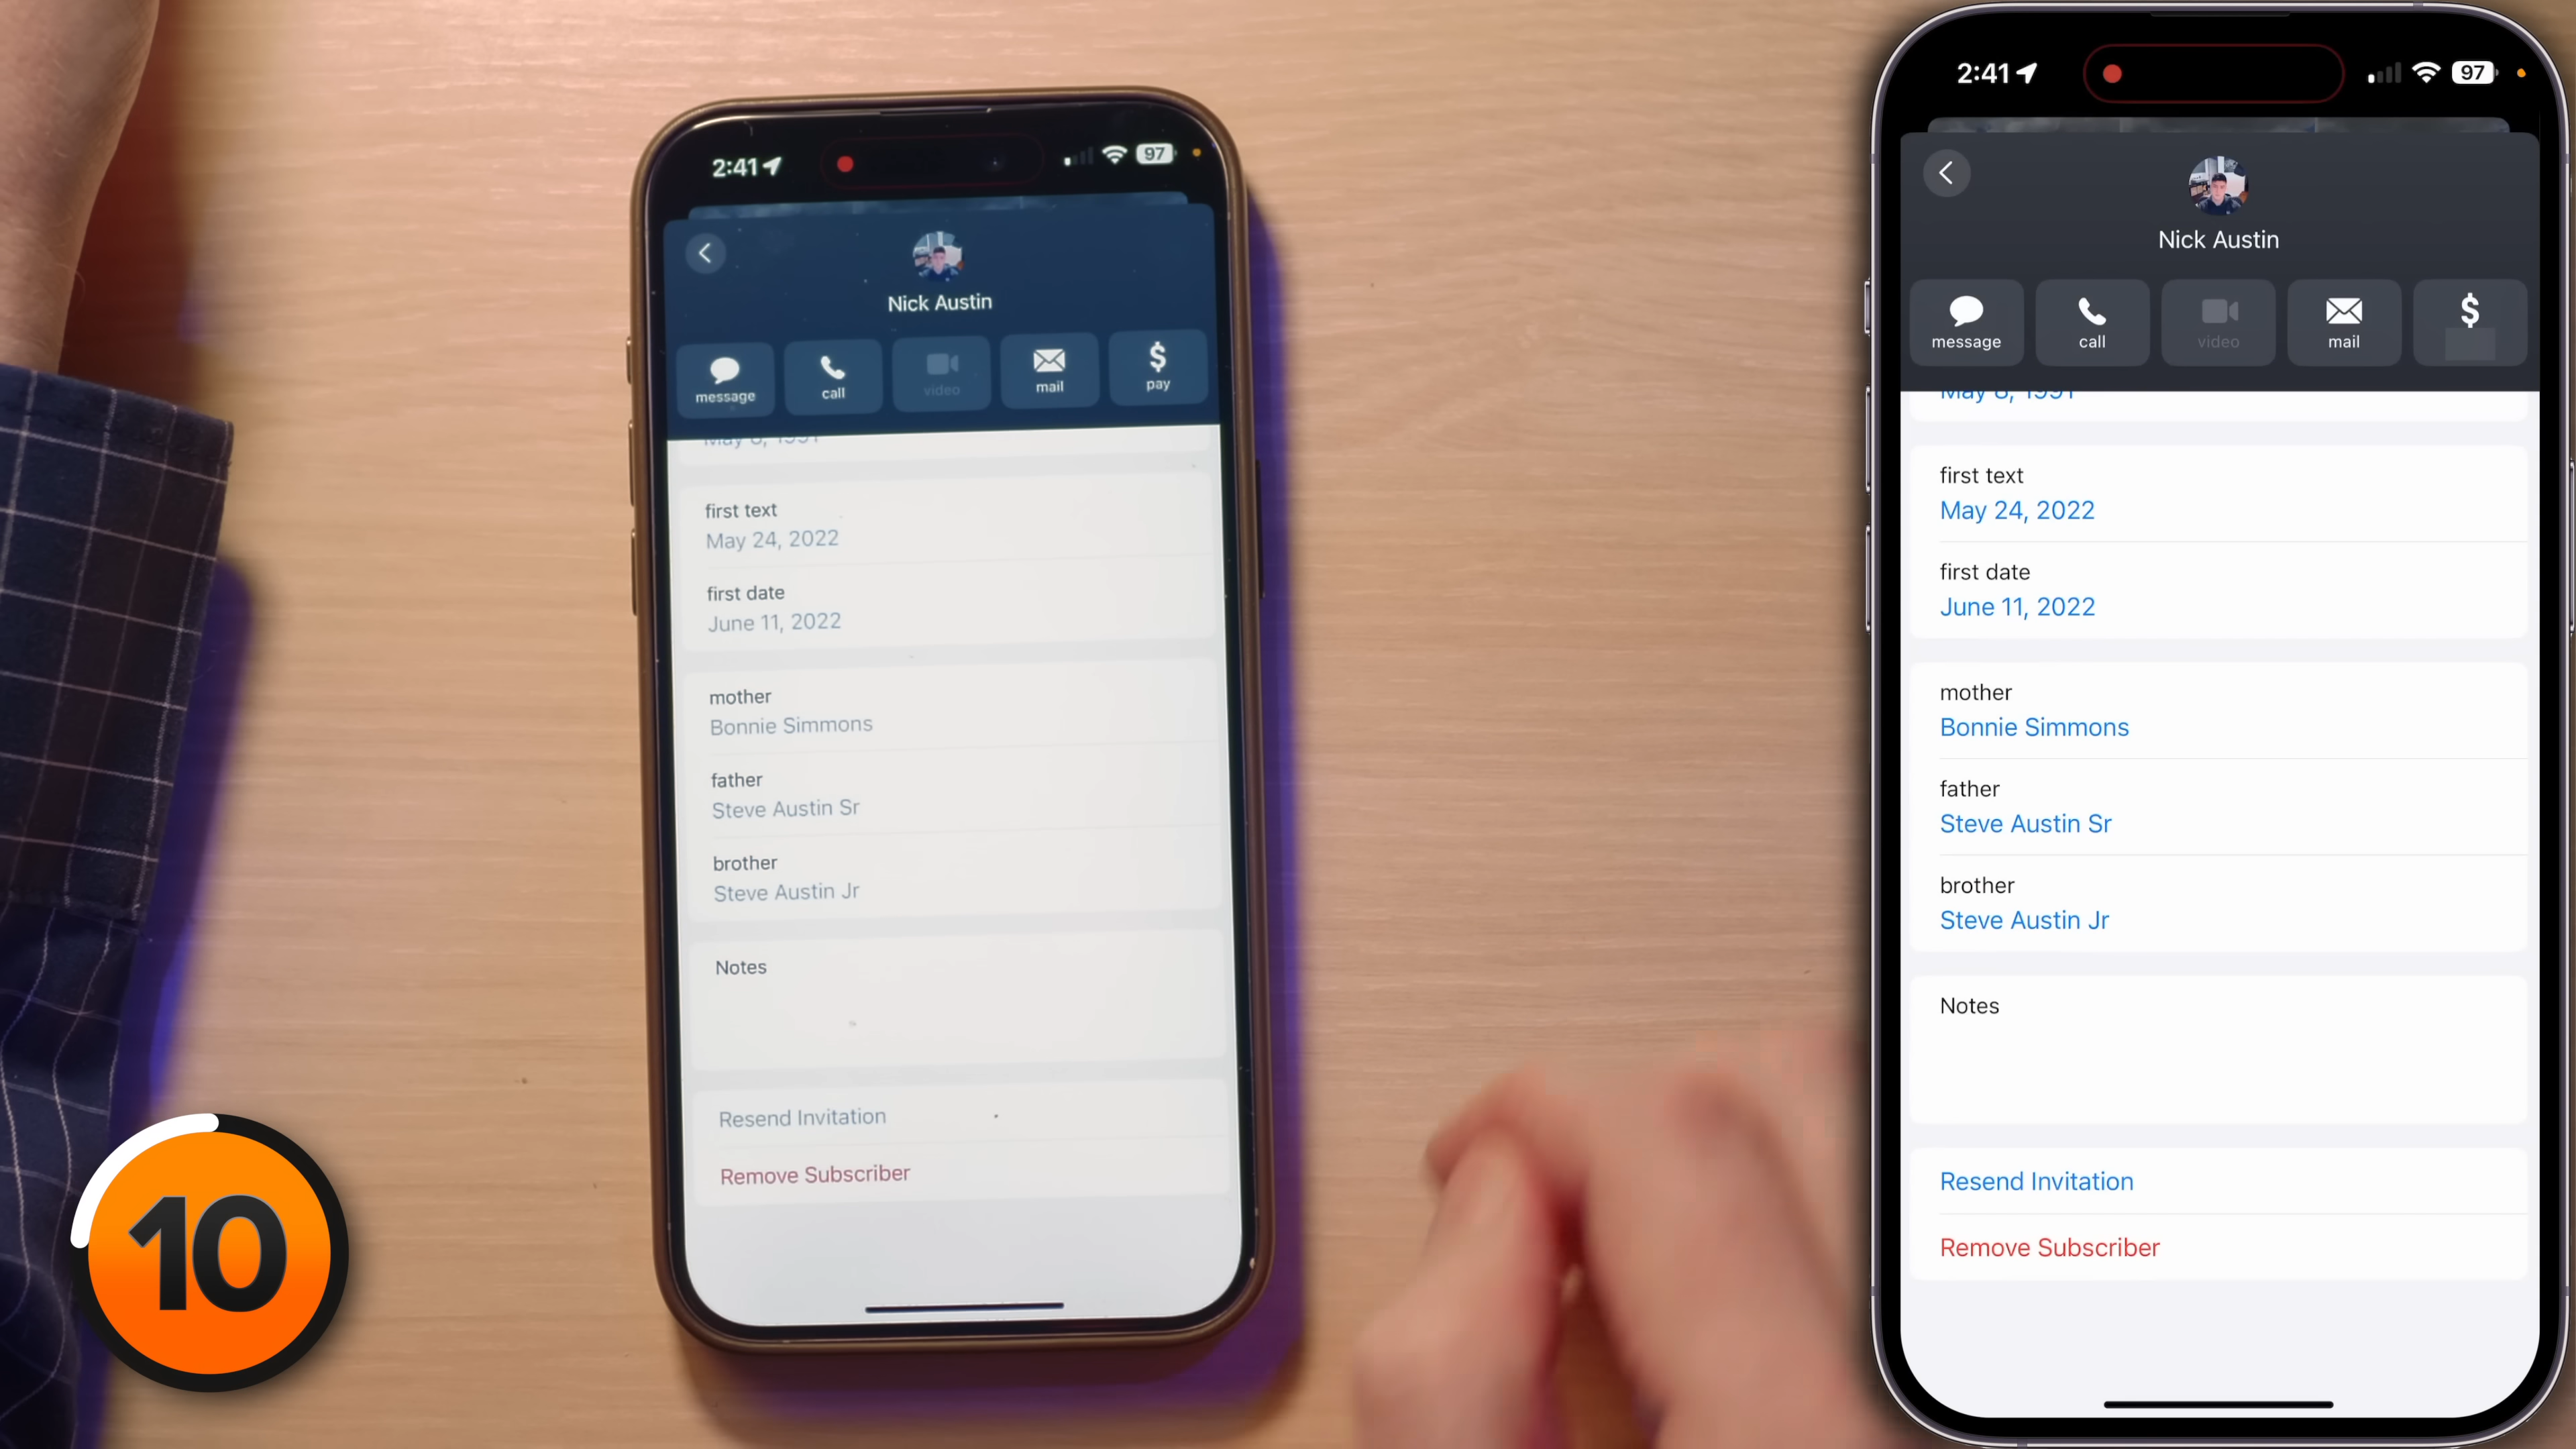 2:41
97
Nick Austin
message
call
video
mail
pay
first text
May 24, 2022
first date
June 11, 2022
mother
Bonnie Simmons
father
Steve Austin Sr
brother
Steve Austin Jr
Notes
Resend Invitation
Remove Subscriber
10
2:41
97
Nick Austin
message
call
video
mail
$
May 8, 1991
first text
May 24, 2022
first date
June 11, 2022
mother
Bonnie Simmons
father
Steve Austin Sr
brother
Steve Austin Jr
Notes
Resend Invitation
Remove Subscriber